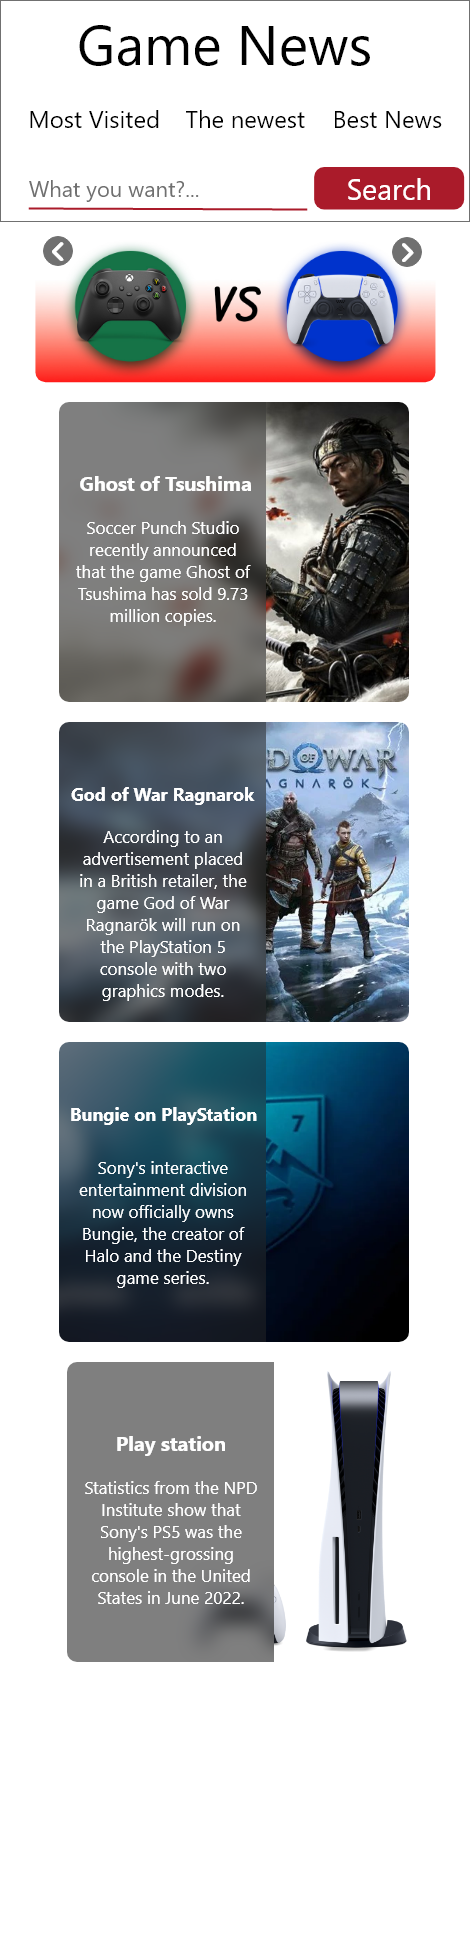 Game News
Most Visited The newest Best News
What you want?...
Search
VS
Ghost of Tsushima
Soccer Punch Studio
recently announced
that the game Ghost of
Tsushima has sold 9.73
million copies.
God of War Ragnarok
According to an
advertisement placed
in a British retailer, the
game God of War
Ragnarök will run on
the PlayStation 5
console with two
graphics modes.
D OF WAR
AGNARÖK
Bungie on PlayStation
Sony's interactive
entertainment division
now officially owns
Bungie, the creator of
Halo and the Destiny
game series.
7
Play station
Statistics from the NPD
Institute show that
Sony's PS5 was the
highest-grossing
console in the United
States in June 2022.